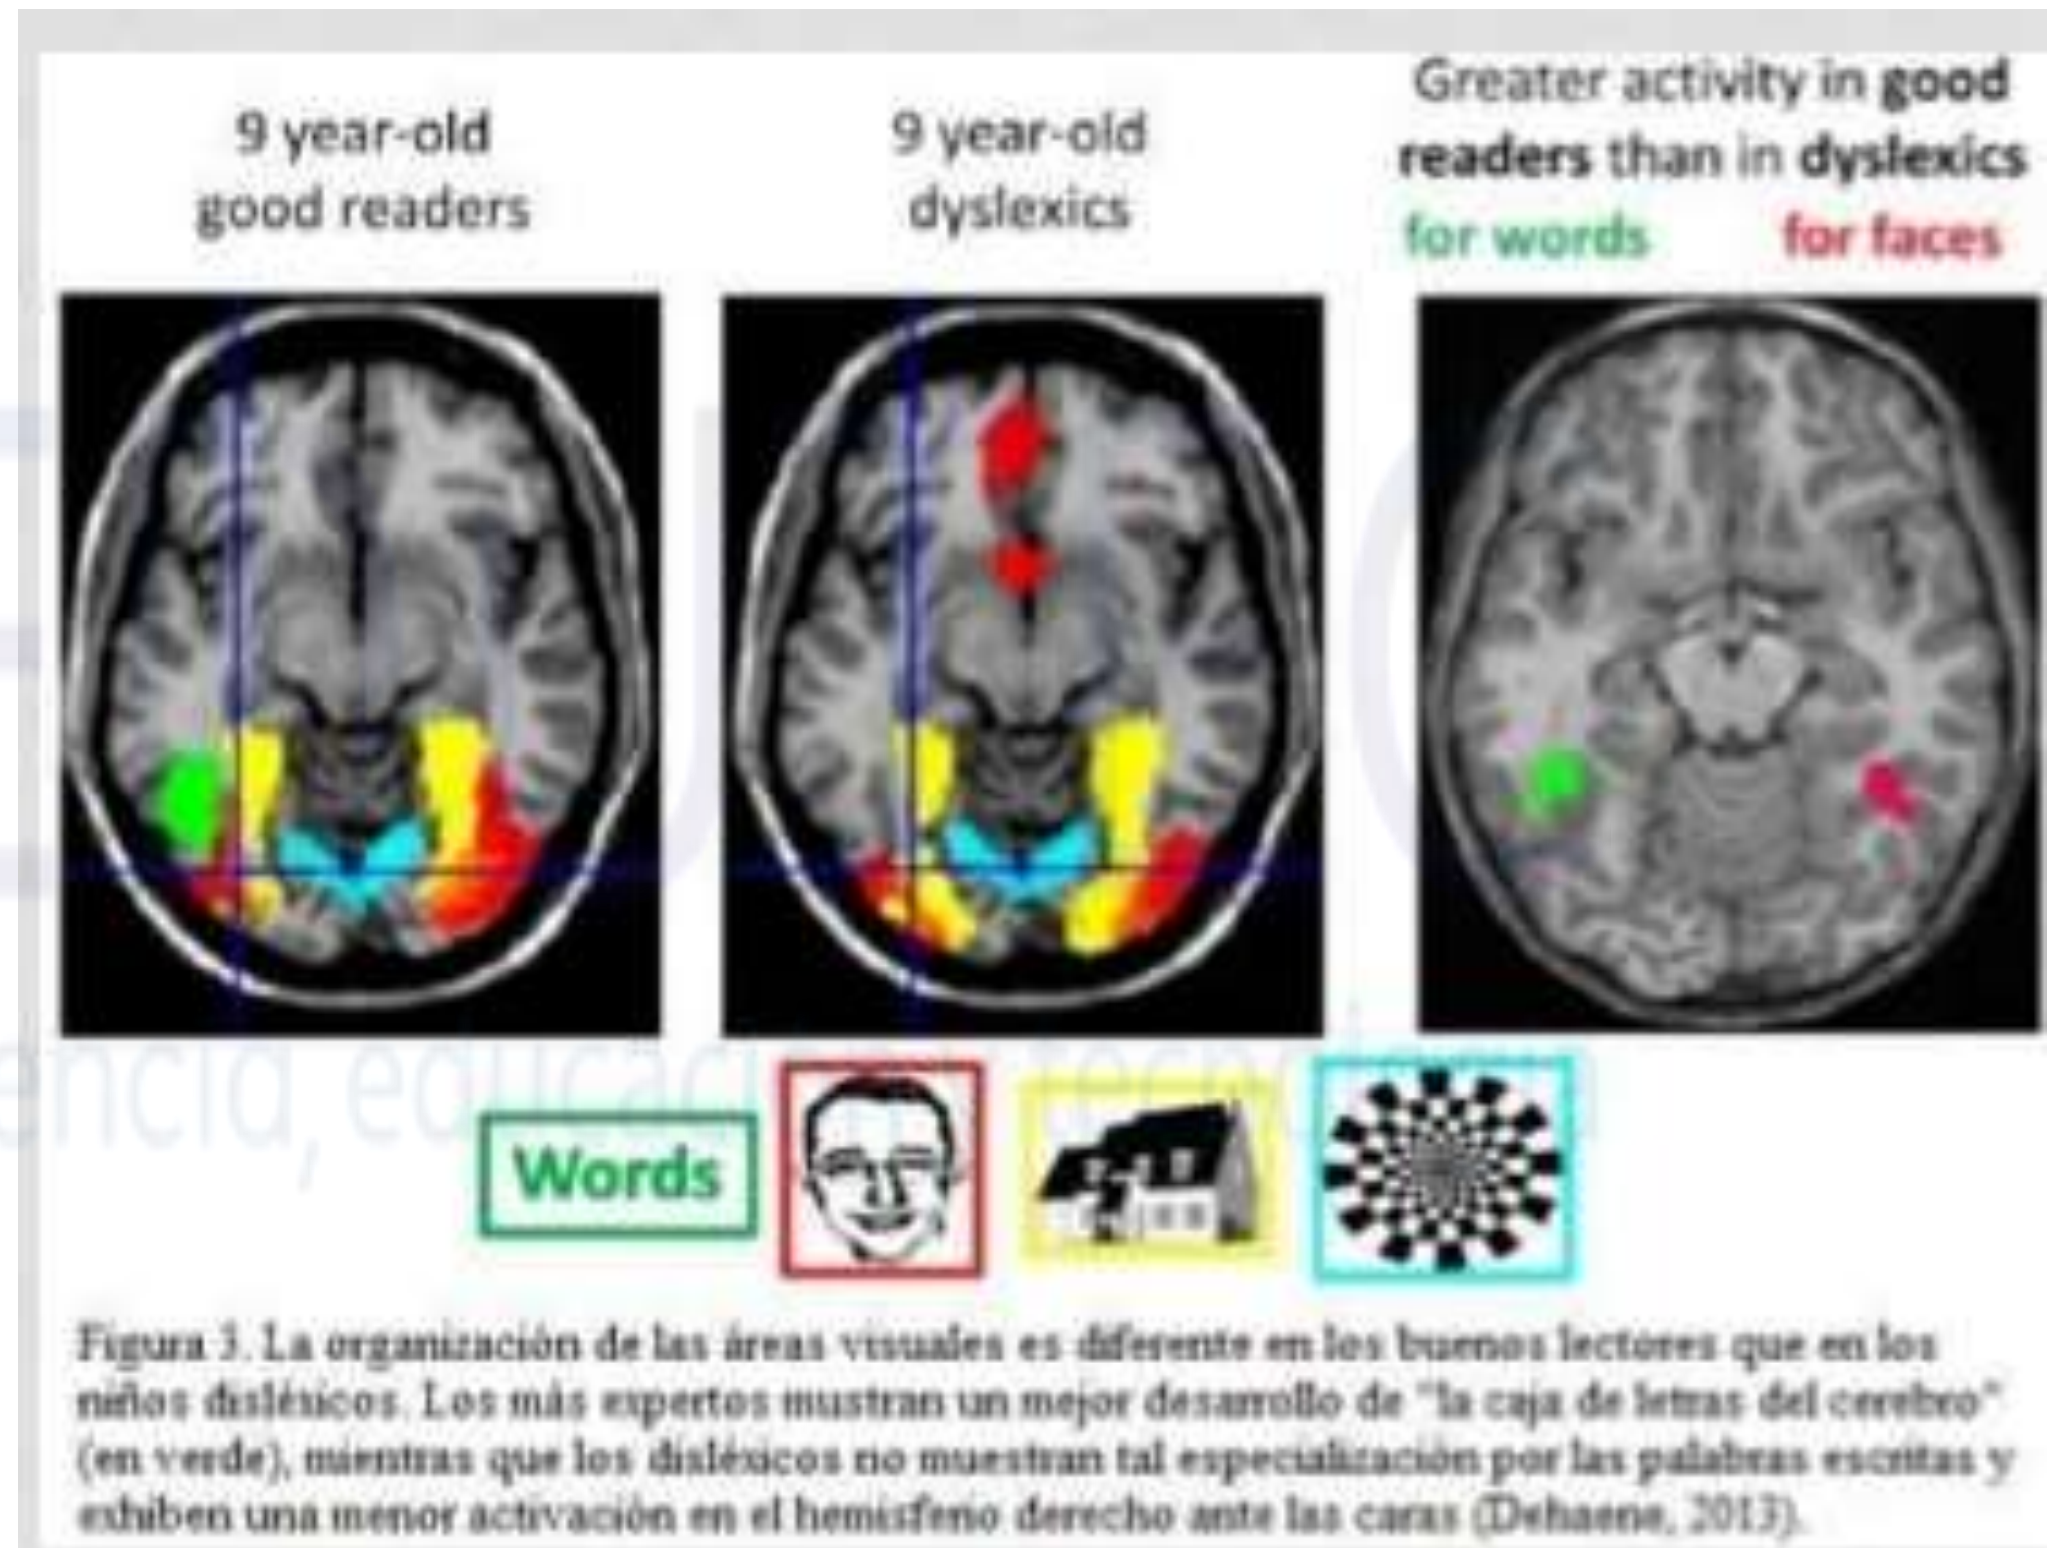 9 year-old
good readers
9 year-old
dyslexics
Greater activity in good
readers than in dyslexics
for words for faces
Words
Figura 3. La organización de las áreas visuales es diferente en los buenos lectores que en los
niños disléxicos. Los más expertos mustran un mejor desarrollo de "la caja de letras del cerebro"
(en verde), mientras que los disléxicos no muestran tal especialización por las palabras escritas y
exhiben una menor activación en el hemisferio derecho ante las caras (Dehaene, 2013).